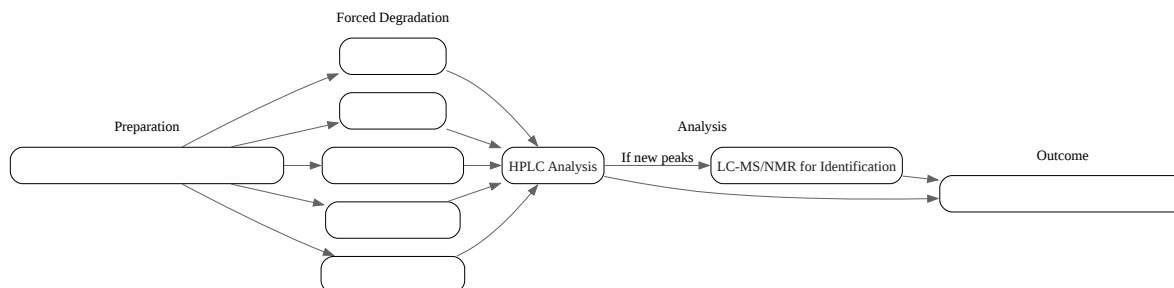 Forced Degradation
Preparation
Analysis
HPLC Analysis
If new peaks
LC-MS/NMR for Identification
Outcome